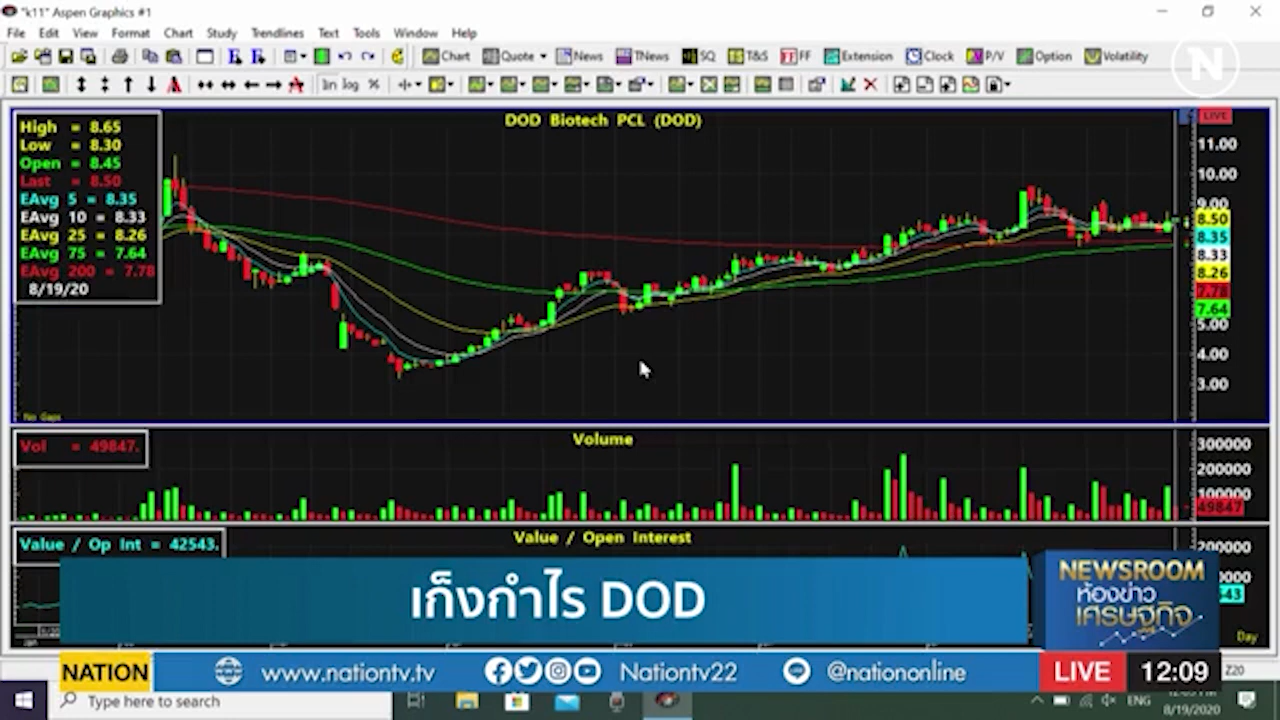 "k11" Aspen Graphics #1
File Edit View Format Chart Study Trendlines Text Tools Window Help
Chart Quote News TNews SQ T&S FF Extension Clock P/V Option Volatility
lin log %
N
DOD Biotech PCL (DOD)
LIVE
High = 8.65
Low = 8.30
Open = 8.45
Last = 8.50
EAvg 5 = 8.35
EAvg 10 = 8.33
EAvg 25 = 8.26
EAvg 75 = 7.64
EAvg 200 = 7.78
8/19/20
11.00
10.00
9.00
8.50
8.35
8.33
8.26
7.78
7.64
5.00
4.00
3.00
No Gaps
Vol = 49847.
Volume
300000
200000
100000
49847
Value / Op Int = 42543.
Value / Open Interest
200000
Day
เก็งกำไร DOD
NEWSROOM
ห้องข่าว
เศรษฐกิจ
NATION www.nationtv.tv Nationtv22 @nationonline LIVE 12:09
Type here to search
ENG
8/19/2020